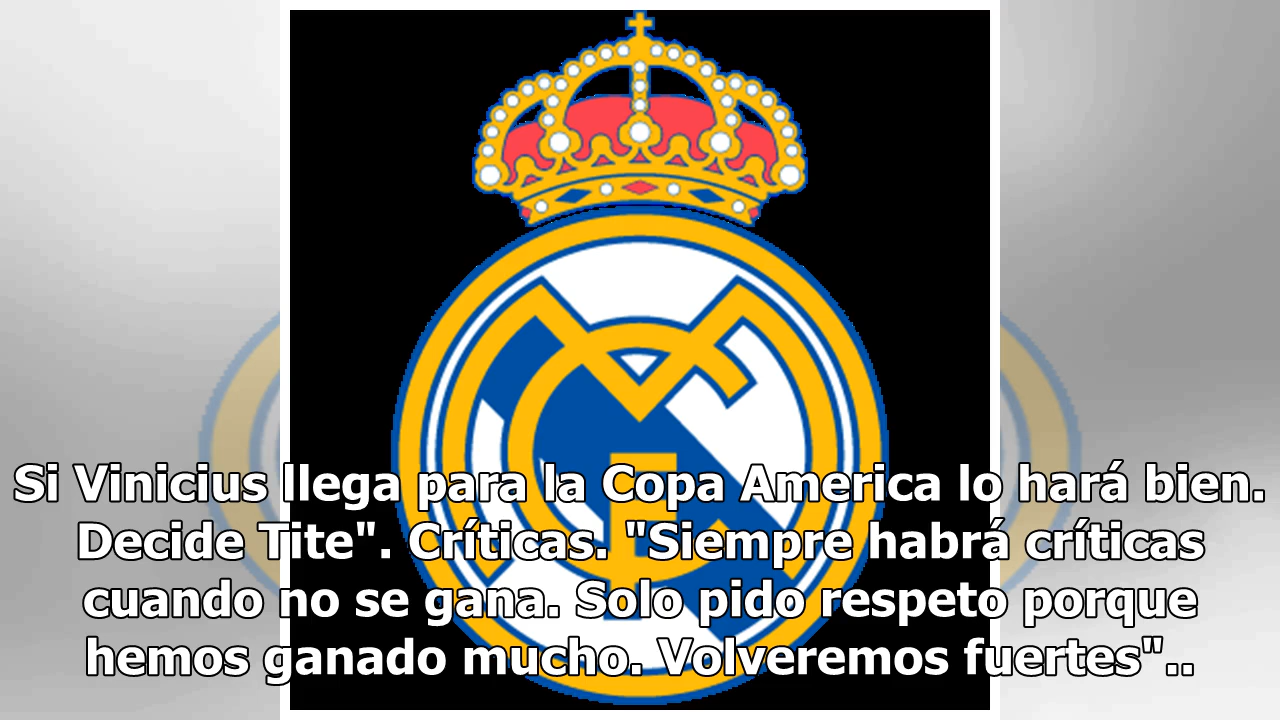 Si Vinicius llega para la Copa America lo hará bien.
Decide Tite". Críticas. "Siempre habrá críticas
cuando no se gana. Solo pido respeto porque
hemos ganado mucho. Volveremos fuertes"..